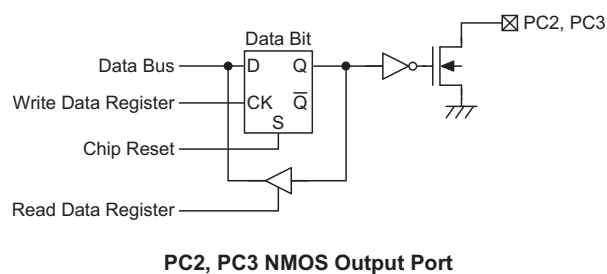 PC2, PC3
Data Bit
Data Bus
D
Q
Write Data Register
CK
Q
S
Chip Reset
Read Data Register
PC2, PC3 NMOS Output Port